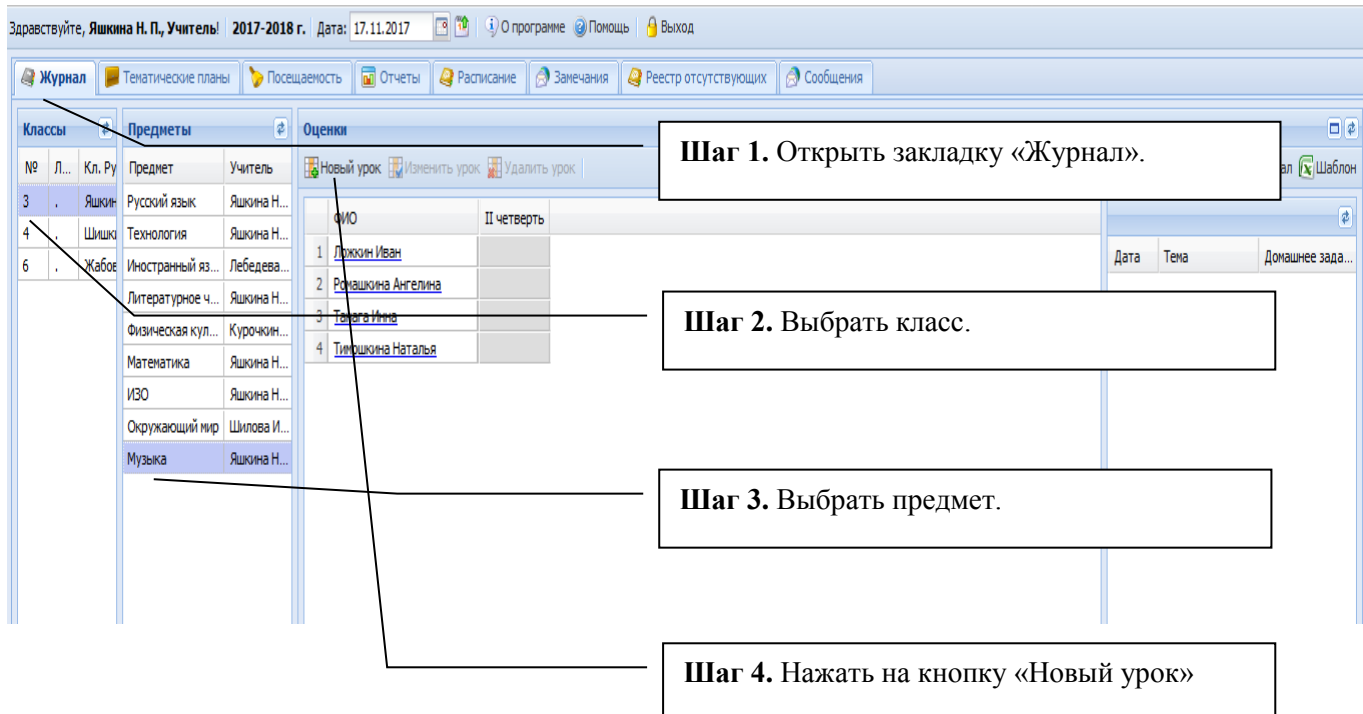 Здравствуйте, Яшкина Н. П., Учитель! 2017-2018 г. Дата: 17.11.2017 О программе Помощь Выход
Журнал Тематические планы Посещаемость Отчеты Расписание Замечания Реестр отсутствующих Сообщения
Классы Предметы Оценки
№ Л... Кл. Ру Предмет Учитель Новый урок Изменить урок Удалить урок ал Шаблон
Шаг 1. Открыть закладку «Журнал».
3 . Яшкин Русский язык Яшкина Н...
ФИО II четверть
4 . Шишки Технология Яшкина Н...
1 Ложкин Иван
Дата Тема Домашнее зада...
6 . Жабов Иностранный яз... Лебедева...
2 Ромашкина Ангелина
Литературное ч... Яшкина Н...
3 Инна
Физическая кул... Курочкин...
Шаг 2. Выбрать класс.
4 Тимошкина Наталья
Математика Яшкина Н...
ИЗО Яшкина Н...
Окружающий мир Шилова И...
Музыка Яшкина Н...
Шаг 3. Выбрать предмет.
Шаг 4. Нажать на кнопку «Новый урок»